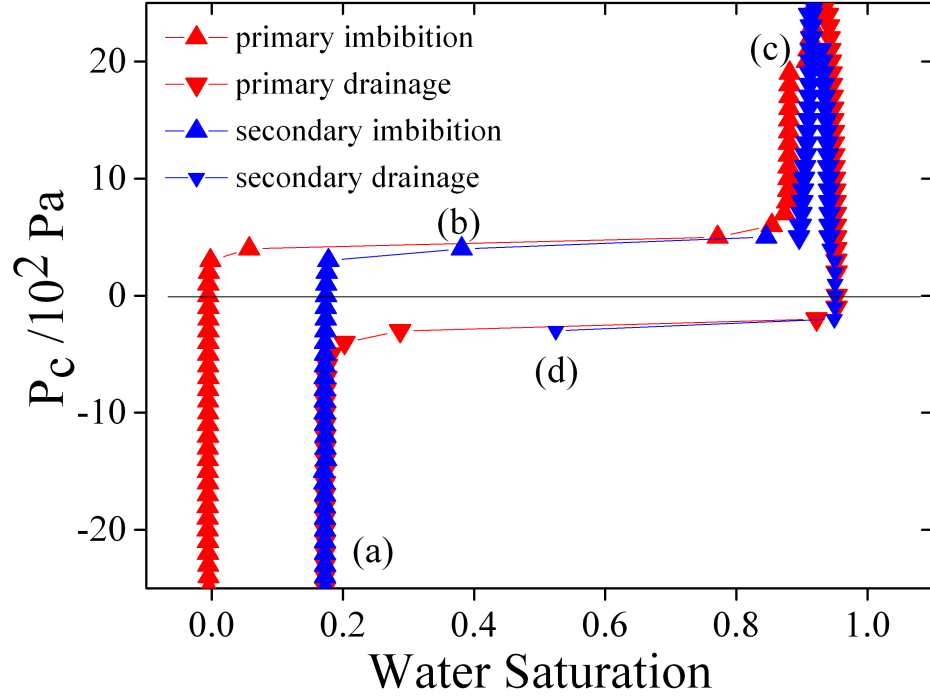 primary imbibition
primary drainage
secondary imbibition
secondary drainage
(c)
(b)
(d)
(a)
20
10
0
-10
-20
Pc /10² Pa
0.0 0.2 0.4 0.6 0.8 1.0
Water Saturation